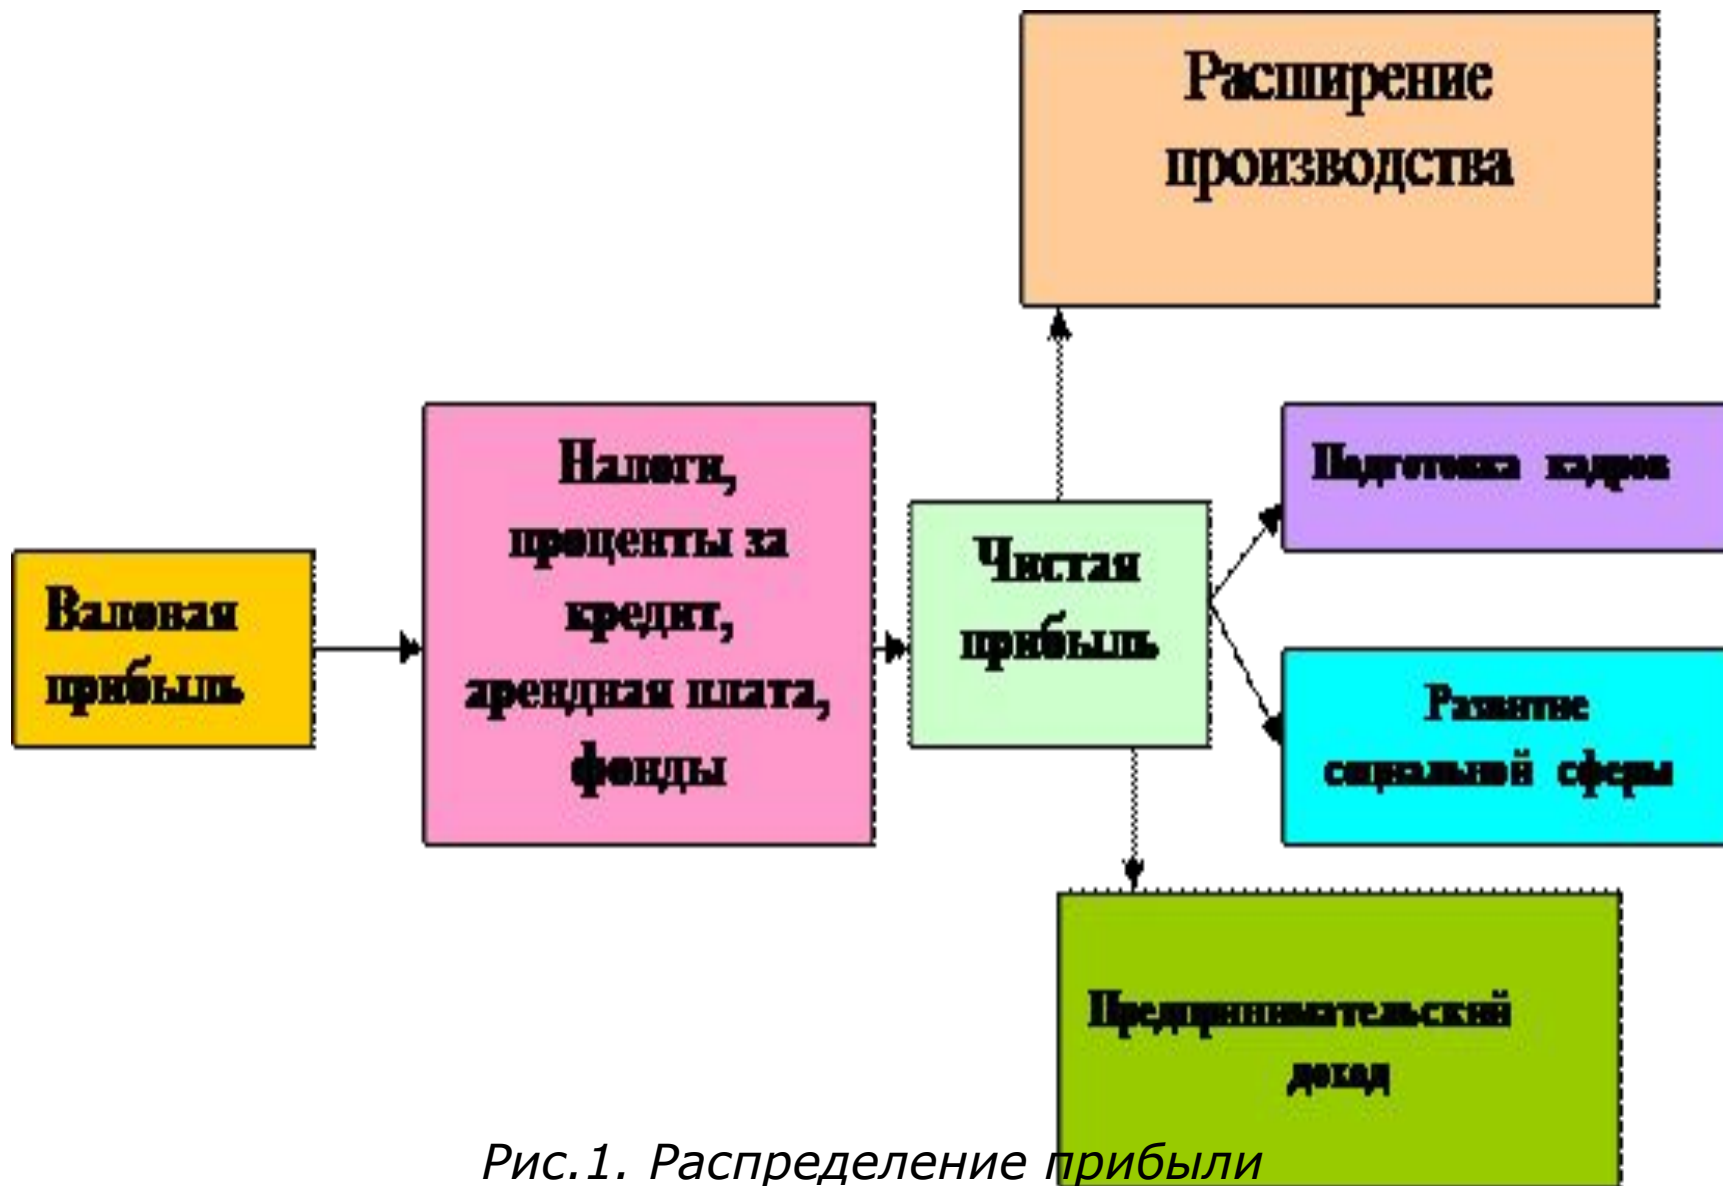 Расширение
производства
Налоги,
проценты за
кредит,
арендная плата,
фонды
Валовая
прибыль
Чистая
прибыль
Подготовка кадров
Развитие
социальной сферы
Предпринимательский
доход
Рис.1. Распределение прибыли